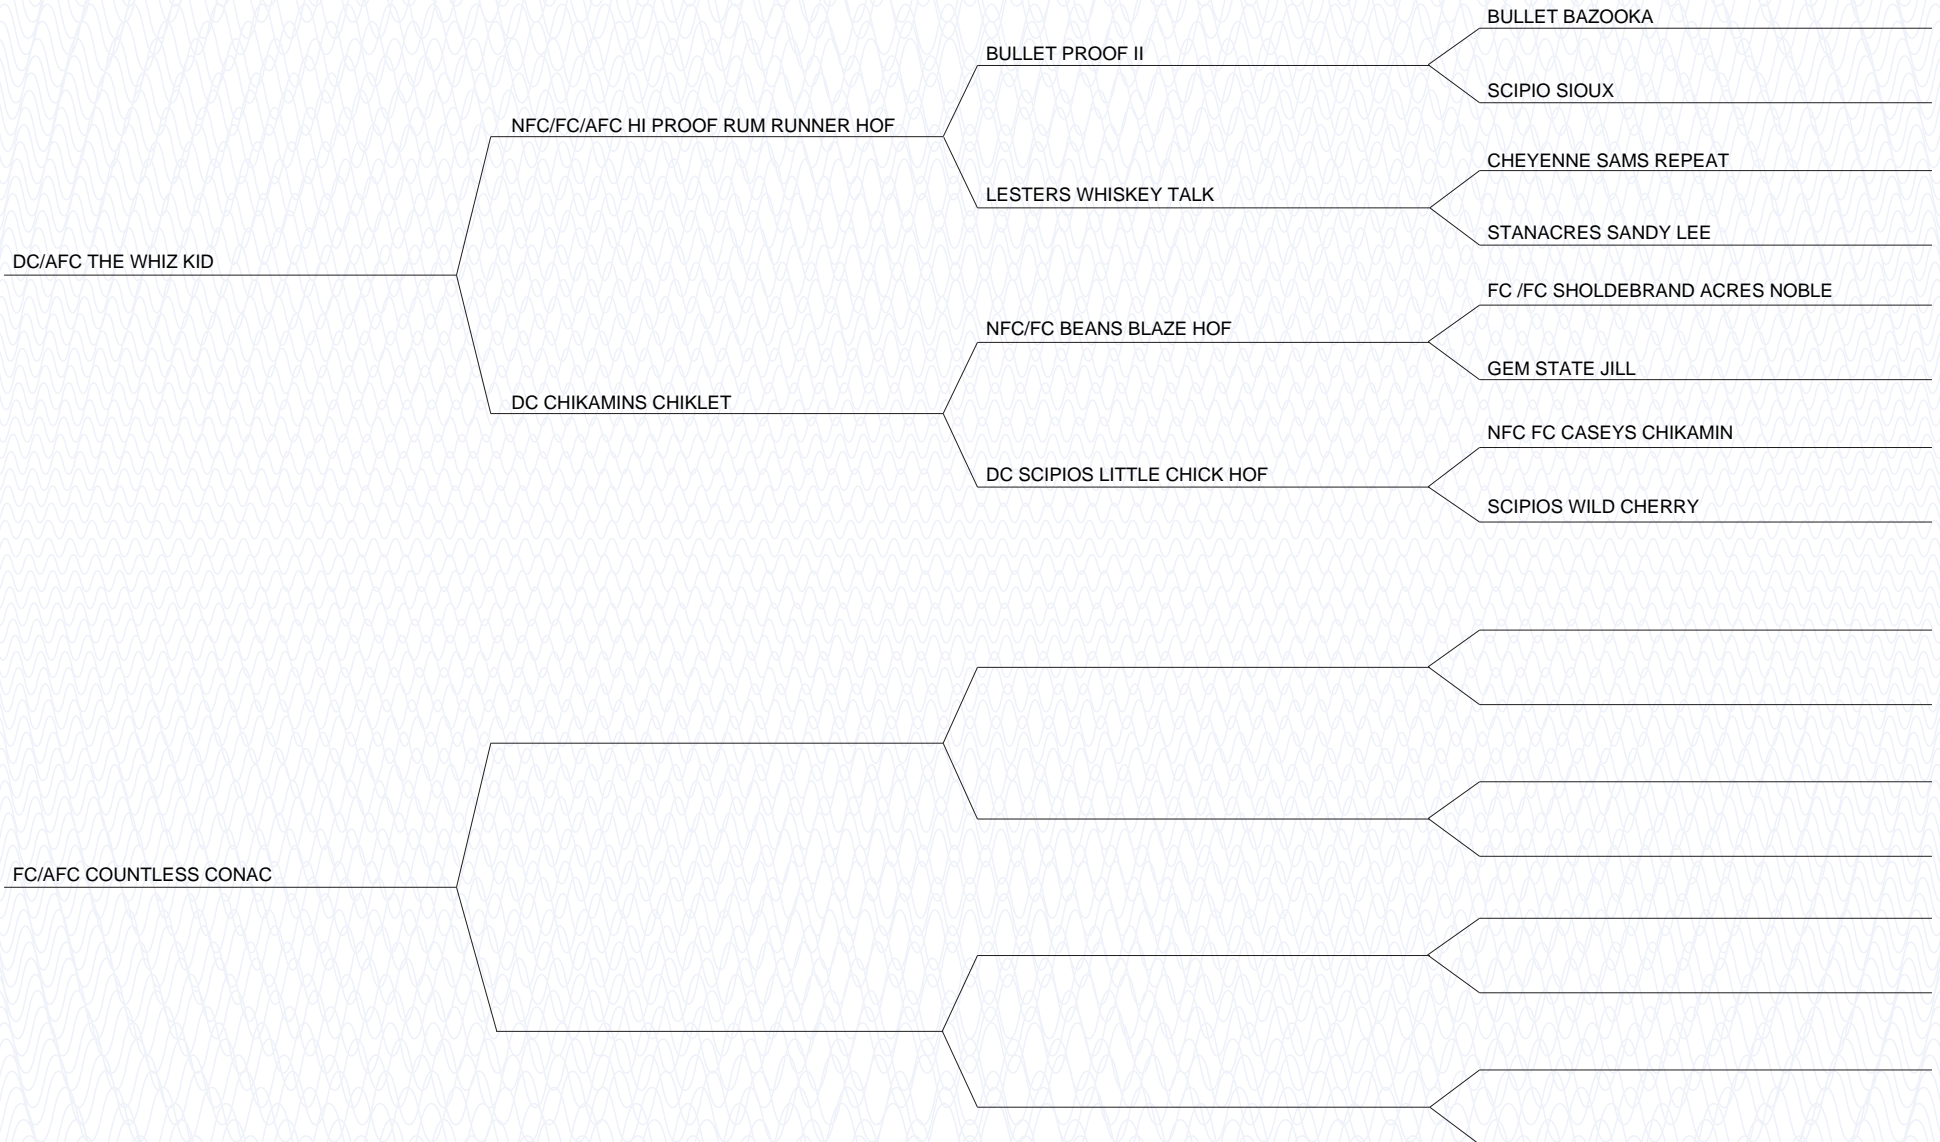 BULLET BAZOOKA
BULLET PROOF II
SCIPIO SIOUX
NFC/FC/AFC HI PROOF RUM RUNNER HOF
CHEYENNE SAMS REPEAT
LESTERS WHISKEY TALK
STANACRES SANDY LEE
DC/AFC THE WHIZ KID
FC /FC SHOLDEBRAND ACRES NOBLE
NFC/FC BEANS BLAZE HOF
GEM STATE JILL
DC CHIKAMINS CHIKLET
NFC FC CASEYS CHIKAMIN
DC SCIPIOS LITTLE CHICK HOF
SCIPIOS WILD CHERRY
FC/AFC COUNTLESS CONAC